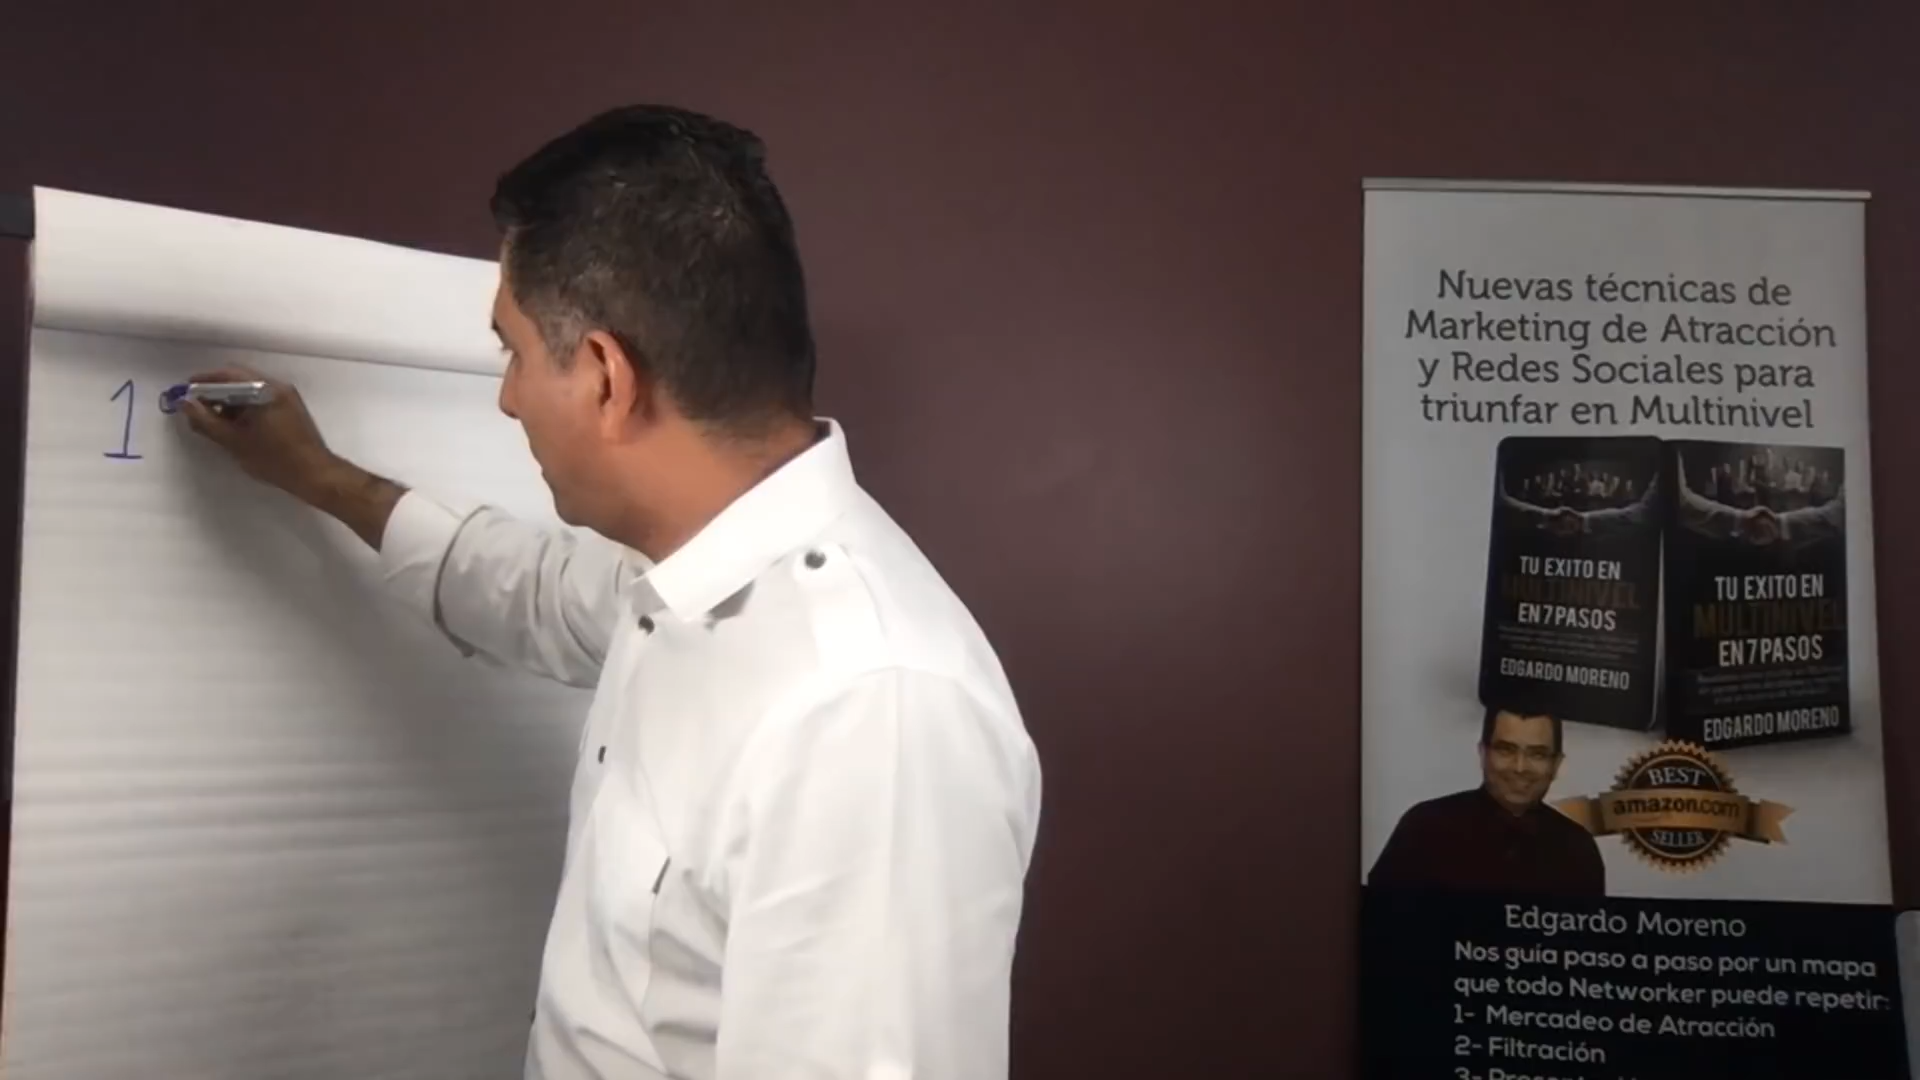 1
Nuevas técnicas de
Marketing de Atracción
y Redes Sociales para
triunfar en Multinivel
TU EXITO EN
MULTINIVEL
EN 7 PASOS
EDGARDO MORENO
TU EXITO EN
MULTINIVEL
EN 7 PASOS
EDGARDO MORENO
BEST
amazon.com
SELLER
Edgardo Moreno
Nos guía paso a paso por un mapa
que todo Networker puede repetir:
1- Mercadeo de Atracción
2- Filtración